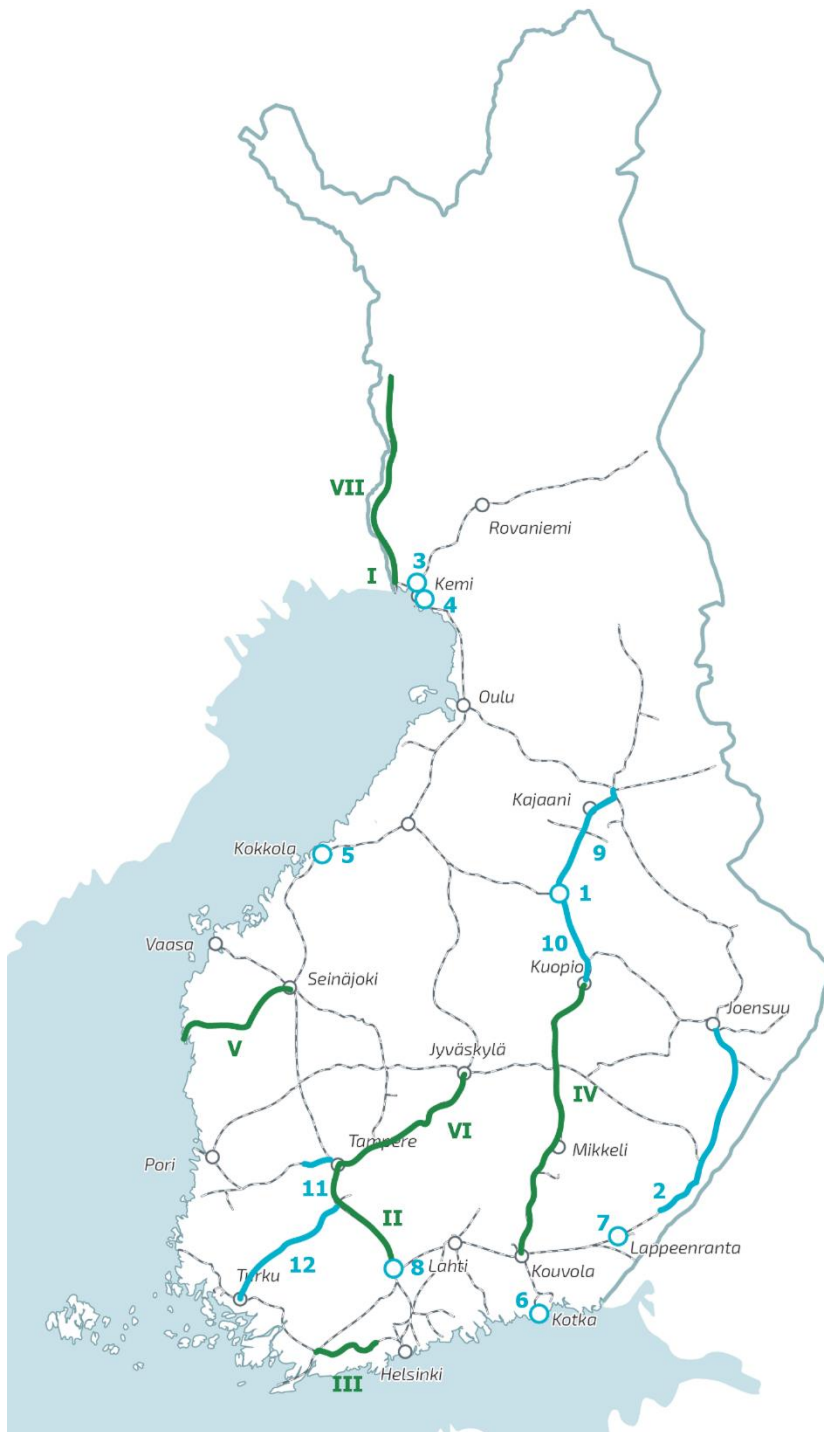 VII
Rovaniemi
3
I
Kemi
4
Oulu
Kajaani
Kokkola
5
9
1
Vaasa
10
Kuopio
Seinäjoki
Joensuu
V
Jyväskylä
IV
VI
Tampere
Mikkeli
Pori
11
2
II
7
Lappeenranta
12
8
Lahti
Kouvola
Turku
6
Kotka
Helsinki
III